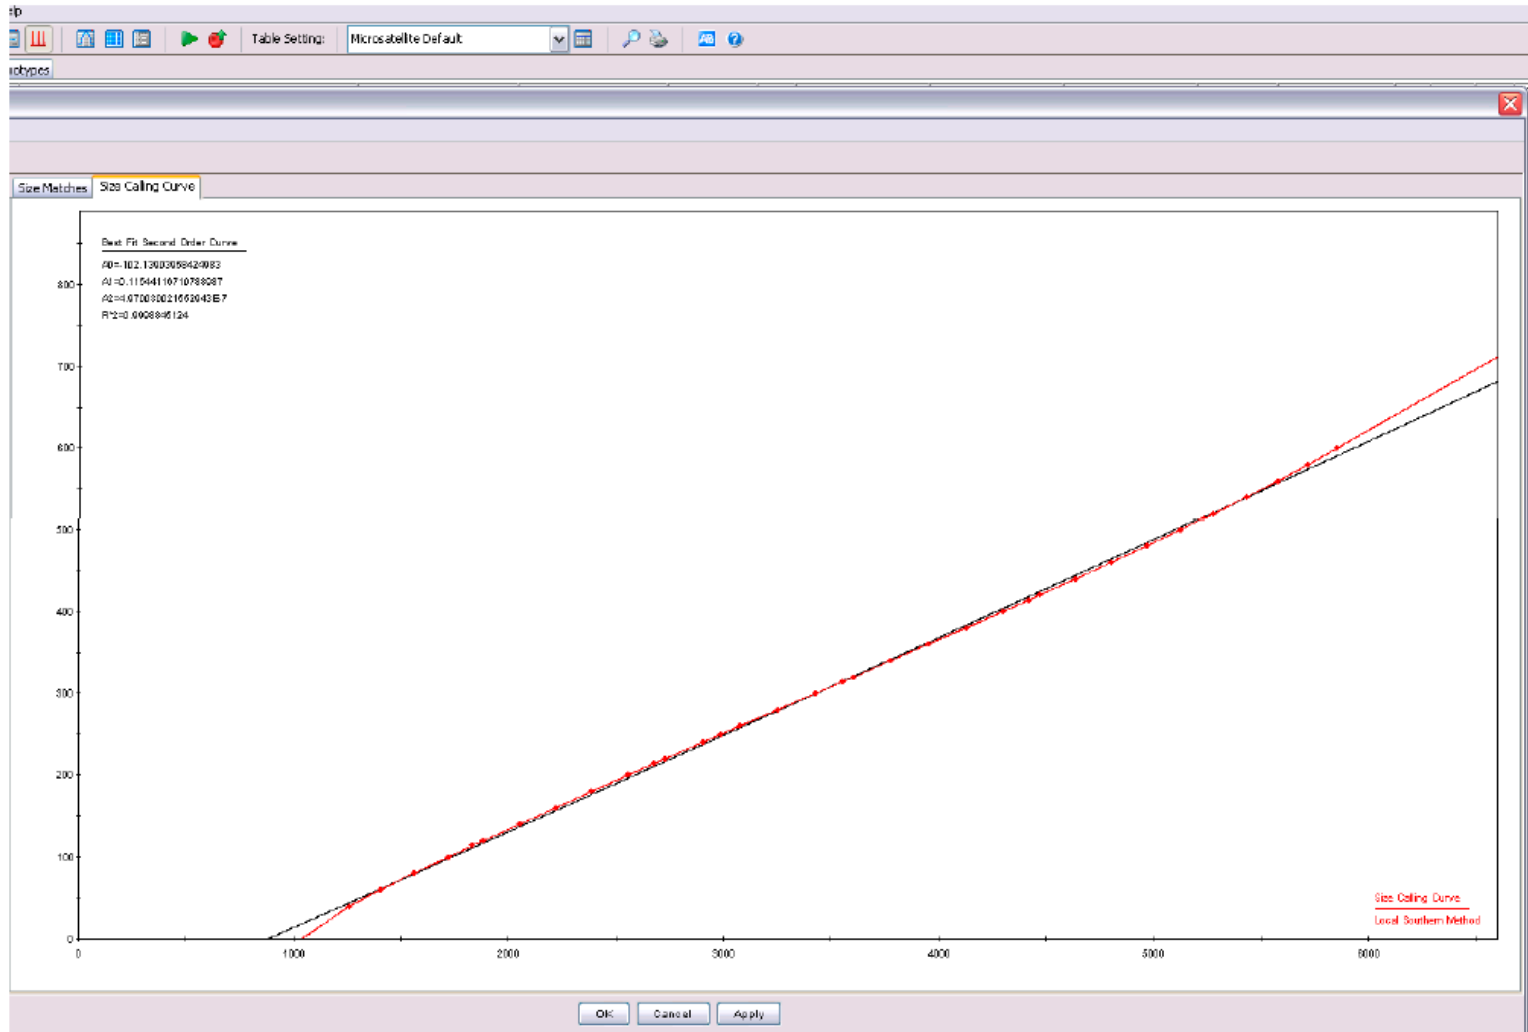 elp
Table Setting: Microsatellite Default
notypes
Size Matches Size Calling Curve
Best Fit Second Order Curve
800
700
600
500
400
300
200
100
0
0 1000 2000 3000 4000 5000 6000
Size Calling Curve
Local Southern Method
OK Cancel Apply